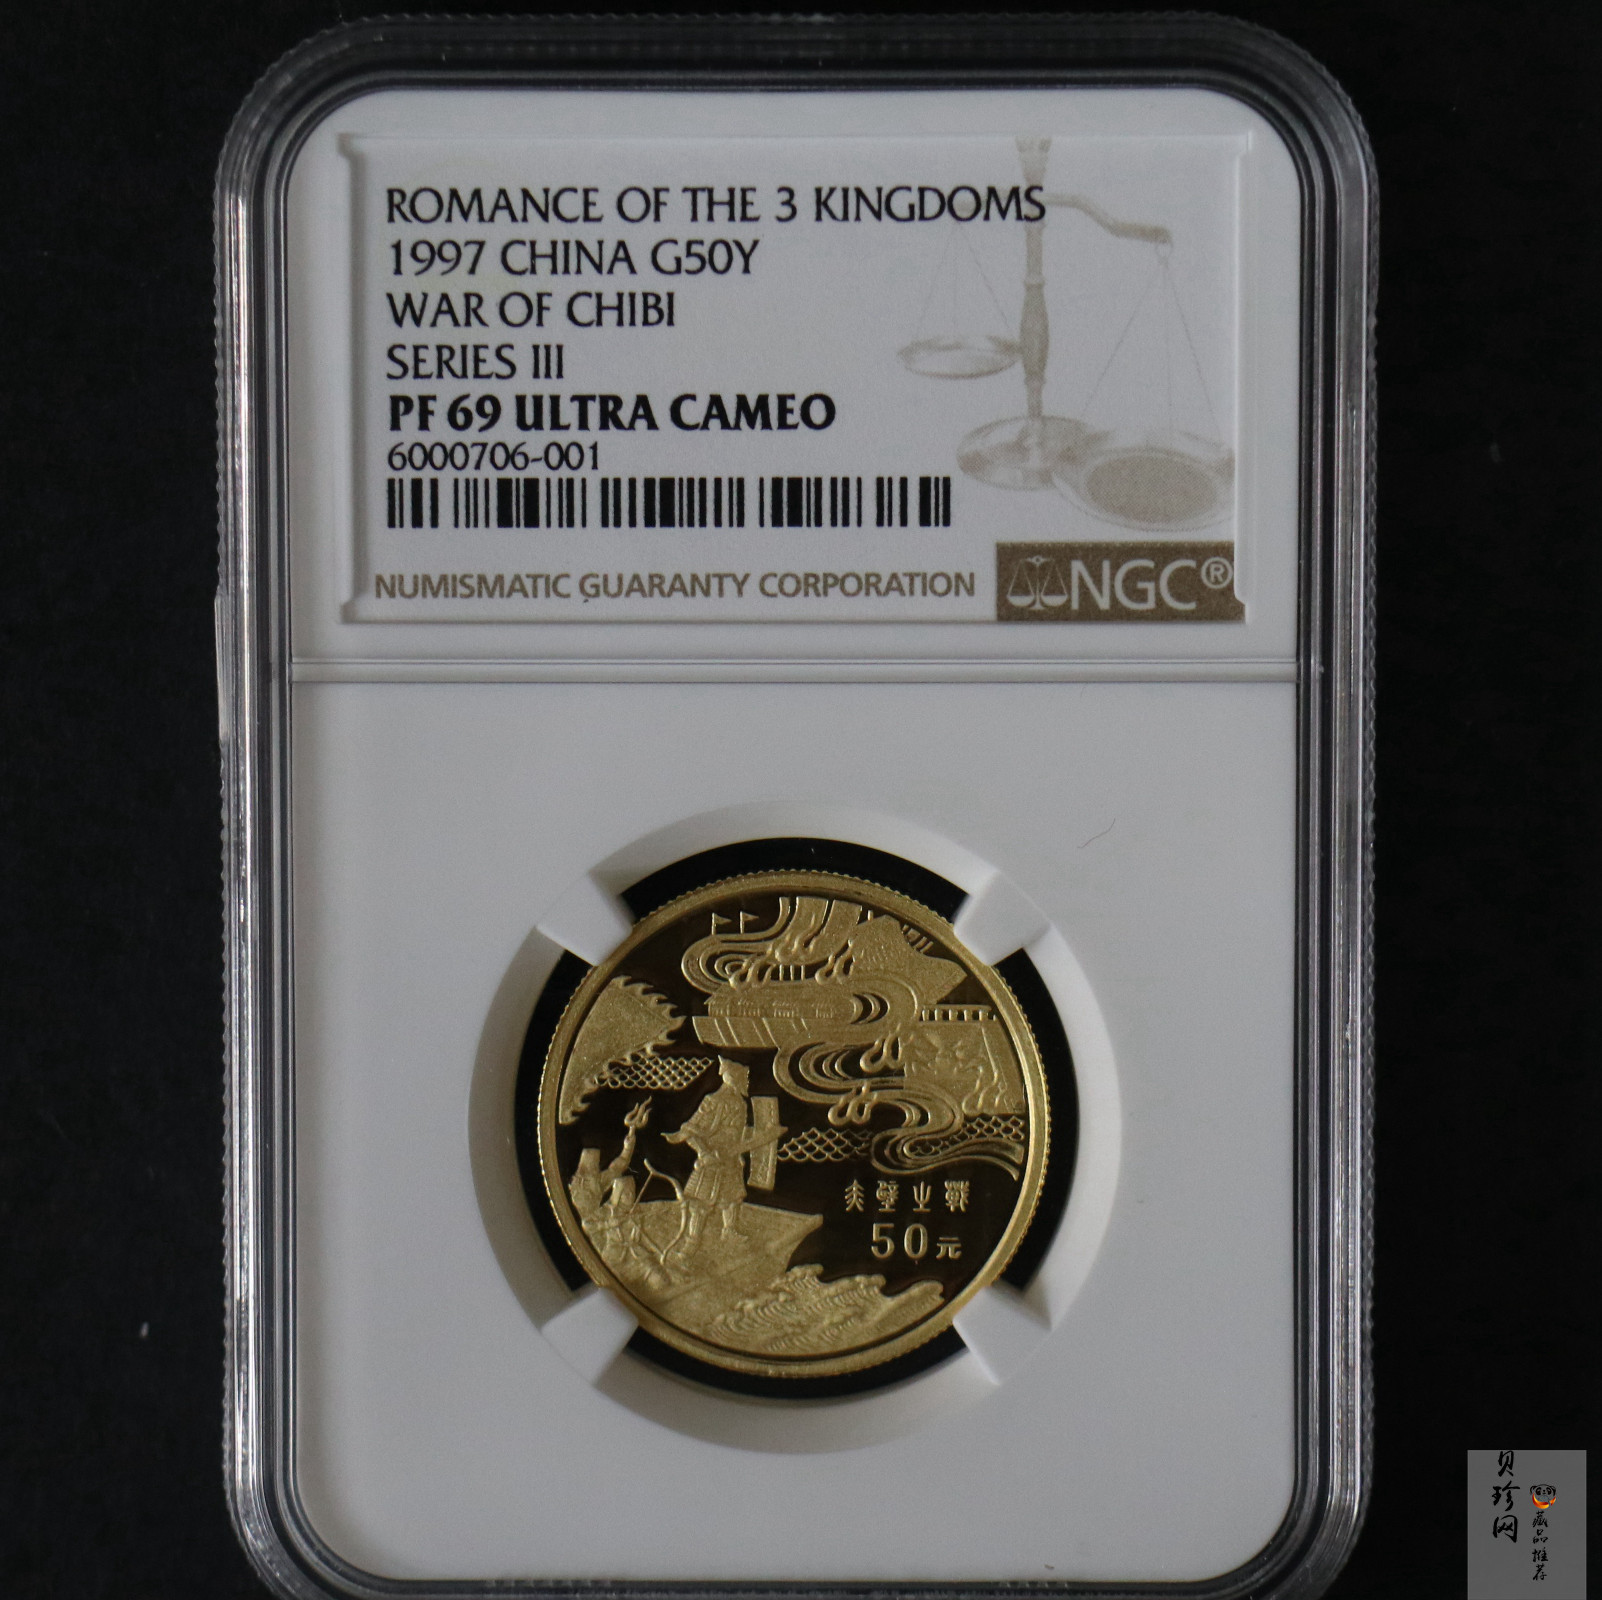 ROMANCE OF THE 3 KINGDOMS
1997 CHINA G50Y
WAR OF CHIBI
SERIES III
PF 69 ULTRA CAMEO
6000706-001
NUMISMATIC GUARANTY CORPORATION
NGC®
赤壁之戰
50元
贝珍网
藏品推荐